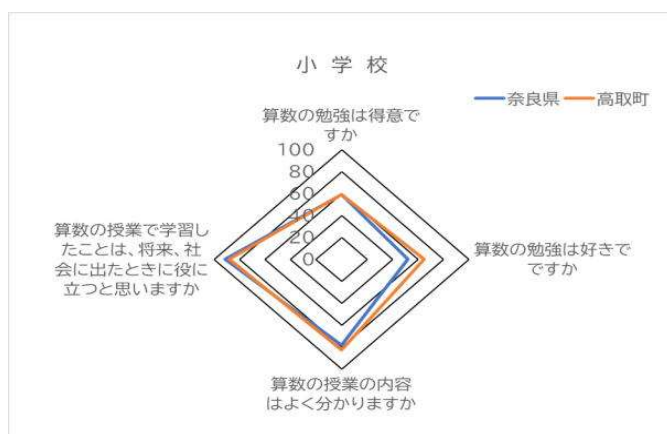 小 学 校
奈良県 高取町
算数の勉強は得意で
すか
100
80
60
40
20
0
算数の勉強は好きで
ですか
算数の授業の内容
はよく分かりますか
算数の授業で学習し
たことは、将来、社
会に出たときに役に
立つと思いますか